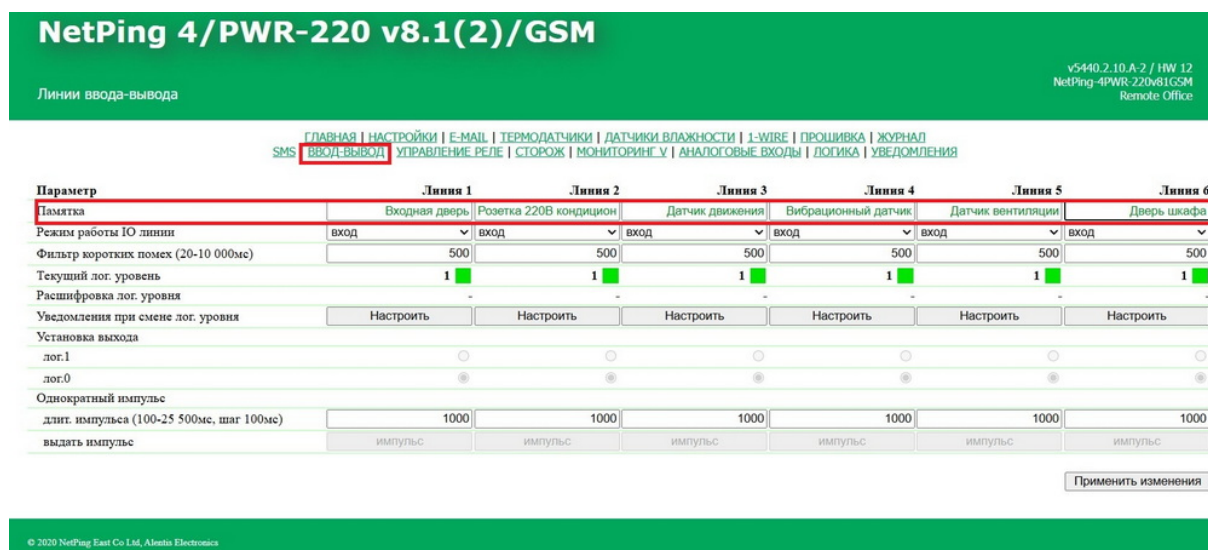 NetPing 4/PWR-220 v8.1(2)/GSM
v5440.2.10.A-2 / HW 12
NetPing-4PWR-220v81GSM
Remote Office
Линии ввода-вывода
ГЛАВНАЯ | НАСТРОЙКИ | E-MAIL | ТЕРМОДАТЧИКИ | ДАТЧИКИ ВЛАЖНОСТИ | 1-WIRE | ПРОШИВКА | ЖУРНАЛ
SMS | ВВОД-ВЫВОД | УПРАВЛЕНИЕ РЕЛЕ | СТОРОЖ | МОНИТОРИНГ V | АНАЛОГОВЫЕ ВХОДЫ | ЛОГИКА | УВЕДОМЛЕНИЯ
Параметр Линия 1 Линия 2 Линия 3 Линия 4 Линия 5 Линия 6
Памятка Входная дверь Розетка 220В кондицион Датчик движения Вибрационный датчик Датчик вентиляции Дверь шкафа
Режим работы IO линии вход вход вход вход вход вход
Фильтр коротких помех (20-10 000мс) 500 500 500 500 500 500
Текущий лог. уровень 1 1 1 1 1 1
Расшифровка лог. уровня - - - - - -
Уведомления при смене лог. уровня Настроить Настроить Настроить Настроить Настроить Настроить
Установка выхода
лог.1
лог.0
Однократный импульс
длит. импульса (100-25 500мс, шаг 100мс) 1000 1000 1000 1000 1000 1000
выдать импульс импульс импульс импульс импульс импульс импульс
Применить изменения
© 2020 NetPing East Co Ltd, Alentis Electronics